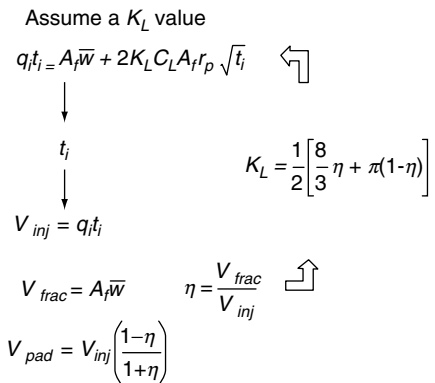 Assume a K_L value
q_i t_i = A_f w̅ + 2K_L C_L A_f r_p √t_i
t_i
K_L = 1/2 [8/3 η + π(1-η)]
V_inj = q_i t_i
V_frac = A_f w̅
η = V_frac / V_inj
V_pad = V_inj ((1−η)/(1+η))